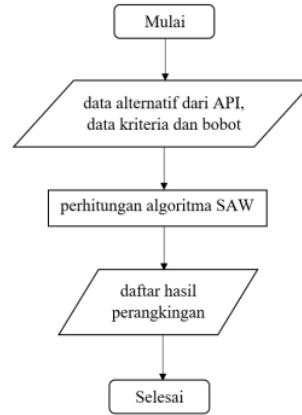 Mulai
data alternatif dari API,
data kriteria dan bobot
perhitungan algoritma SAW
daftar hasil
perangkingan
Selesai